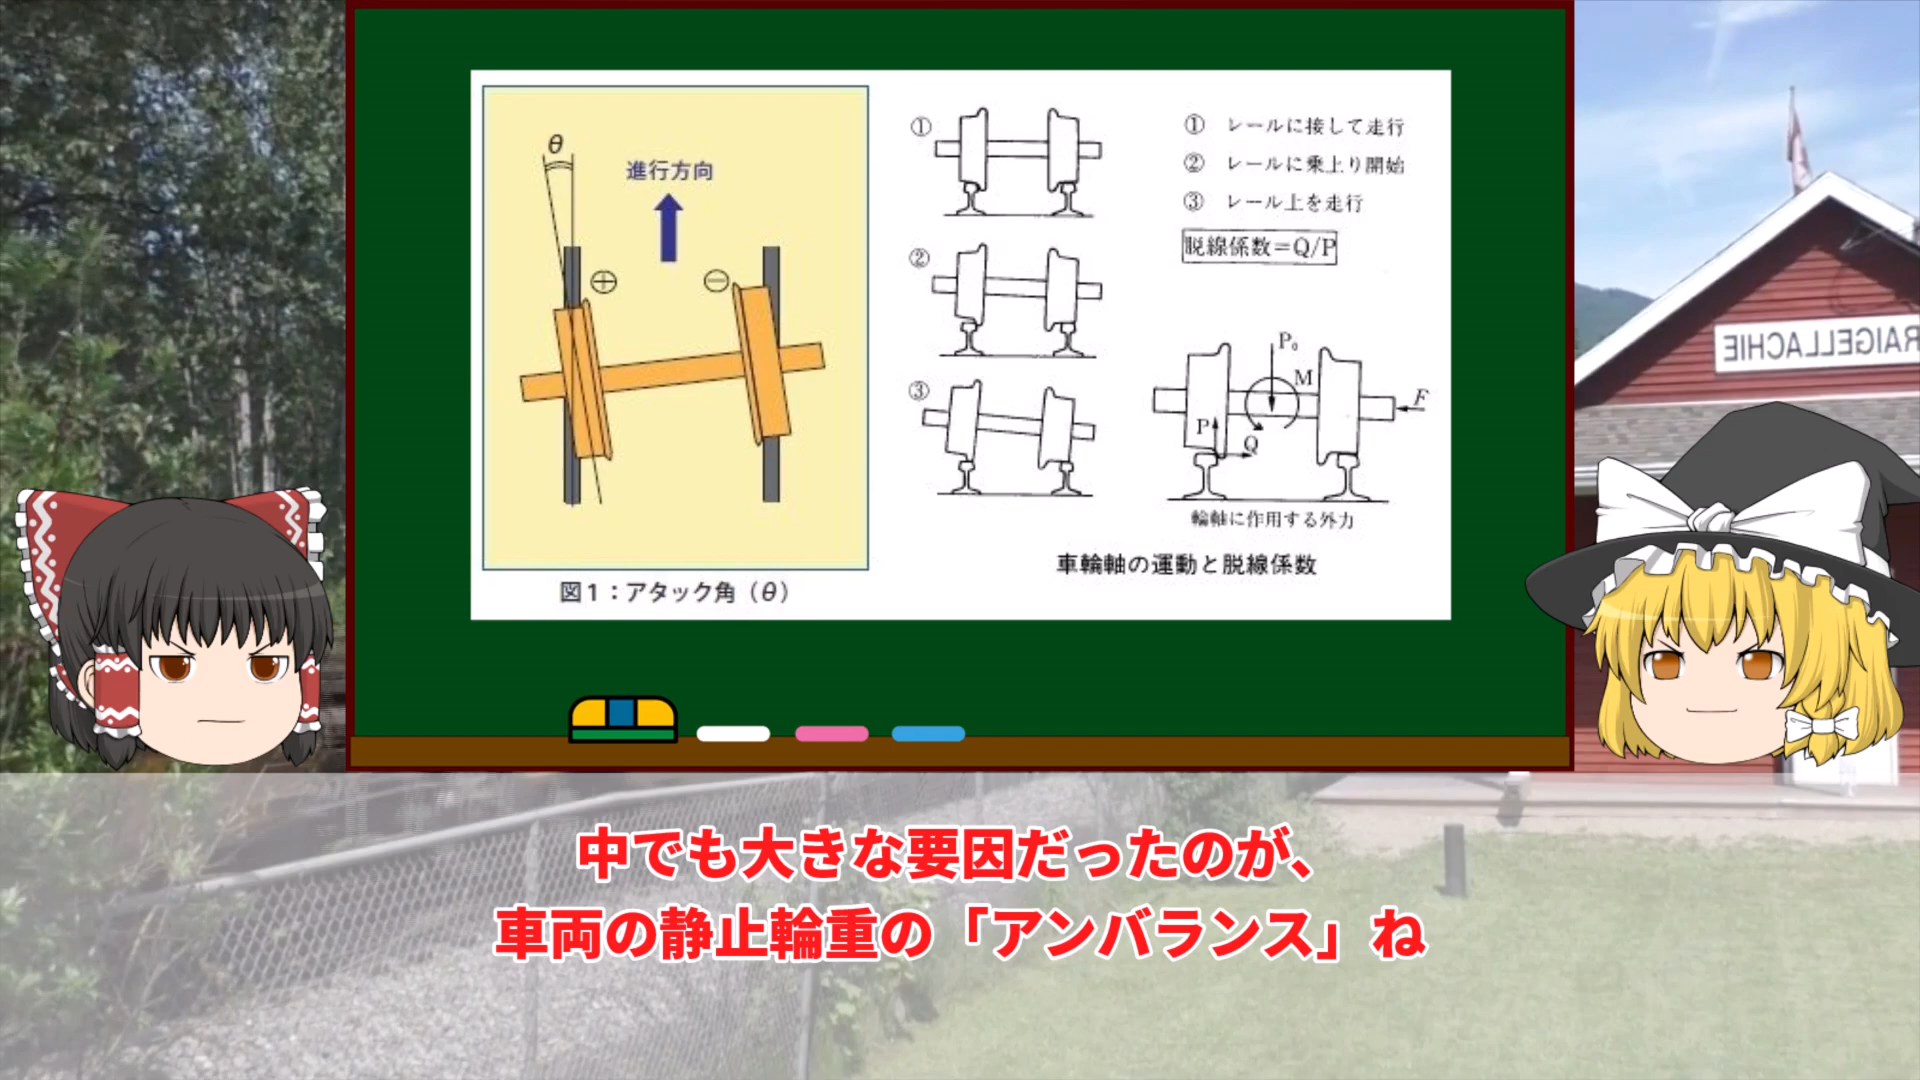 θ
進行方向
⊕
⊖
図1：アタック角（θ）
①
②
③
① レールに接して走行
② レールに乗上り開始
③ レール上を走行
脱線係数=Q/P
P₀
M
F
P
Q
輪軸に作用する外力
車輪軸の運動と脱線係数
RAIGELLACHIE
中でも大きな要因だったのが、
車両の静止輪重の「アンバランス」ね